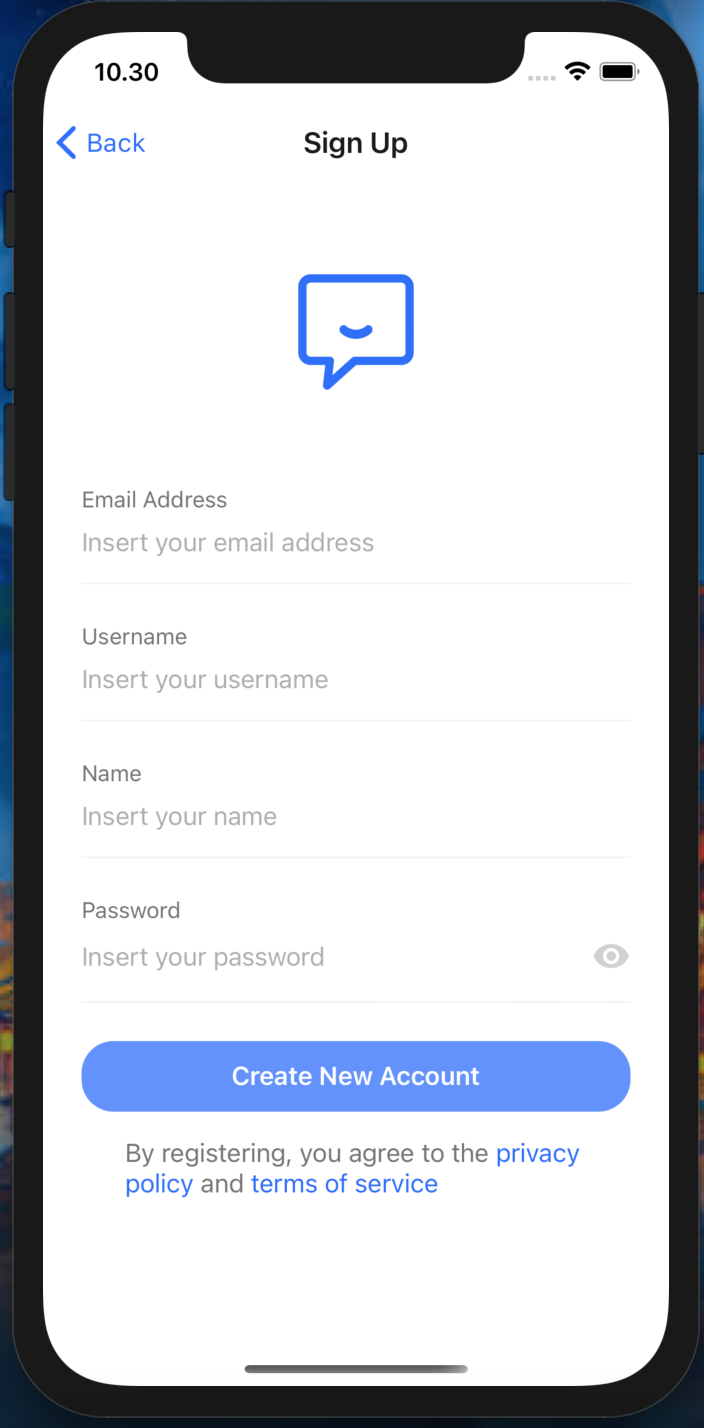 10.30
Back
Sign Up
Email Address
Insert your email address
Username
Insert your username
Name
Insert your name
Password
Insert your password
Create New Account
By registering, you agree to the privacy
policy and terms of service